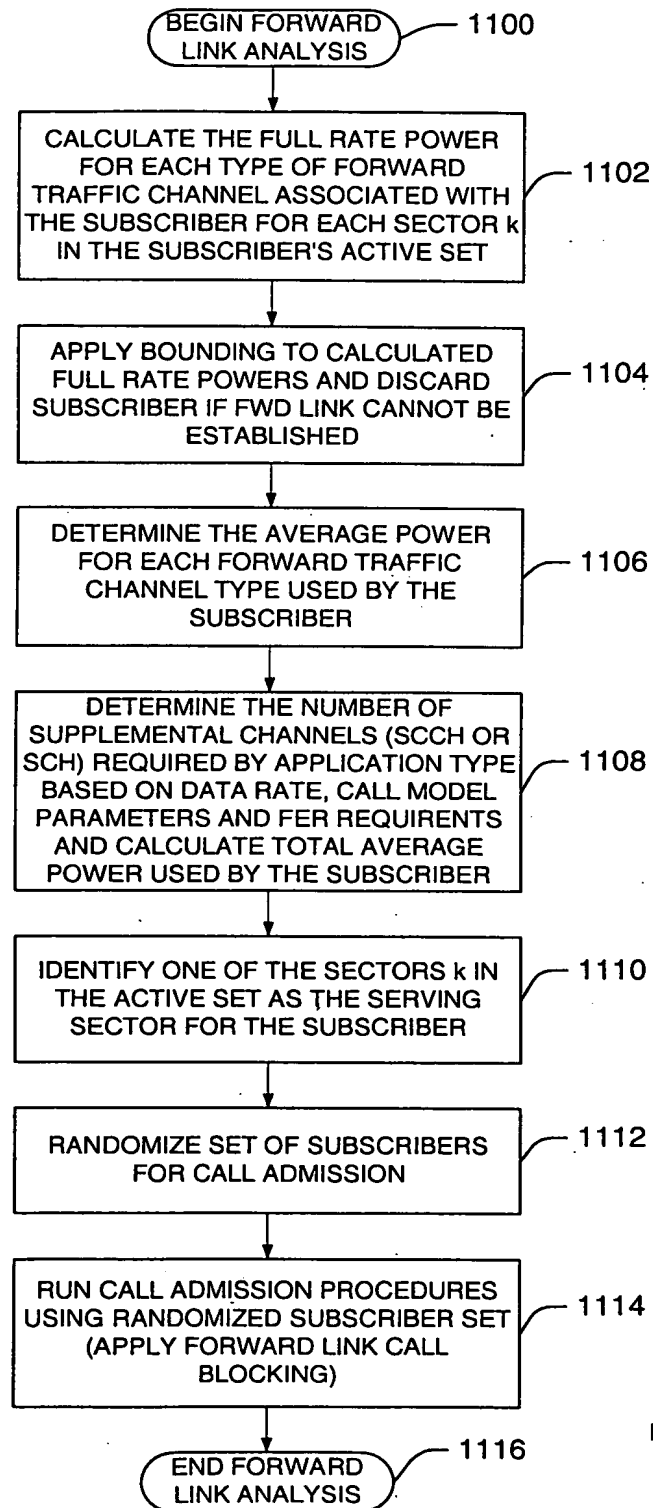 BEGIN FORWARD
LINK ANALYSIS
1100
CALCULATE THE FULL RATE POWER
FOR EACH TYPE OF FORWARD
TRAFFIC CHANNEL ASSOCIATED WITH
THE SUBSCRIBER FOR EACH SECTOR k
IN THE SUBSCRIBER'S ACTIVE SET
1102
APPLY BOUNDING TO CALCULATED
FULL RATE POWERS AND DISCARD
SUBSCRIBER IF FWD LINK CANNOT BE
ESTABLISHED
1104
DETERMINE THE AVERAGE POWER
FOR EACH FORWARD TRAFFIC
CHANNEL TYPE USED BY THE
SUBSCRIBER
1106
DETERMINE THE NUMBER OF
SUPPLEMENTAL CHANNELS (SCCH OR
SCH) REQUIRED BY APPLICATION TYPE
BASED ON DATA RATE, CALL MODEL
PARAMETERS AND FER REQUIRENTS
AND CALCULATE TOTAL AVERAGE
POWER USED BY THE SUBSCRIBER
1108
IDENTIFY ONE OF THE SECTORS k IN
THE ACTIVE SET AS THE SERVING
SECTOR FOR THE SUBSCRIBER
1110
RANDOMIZE SET OF SUBSCRIBERS
FOR CALL ADMISSION
1112
RUN CALL ADMISSION PROCEDURES
USING RANDOMIZED SUBSCRIBER SET
(APPLY FORWARD LINK CALL
BLOCKING)
1114
END FORWARD
LINK ANALYSIS
1116